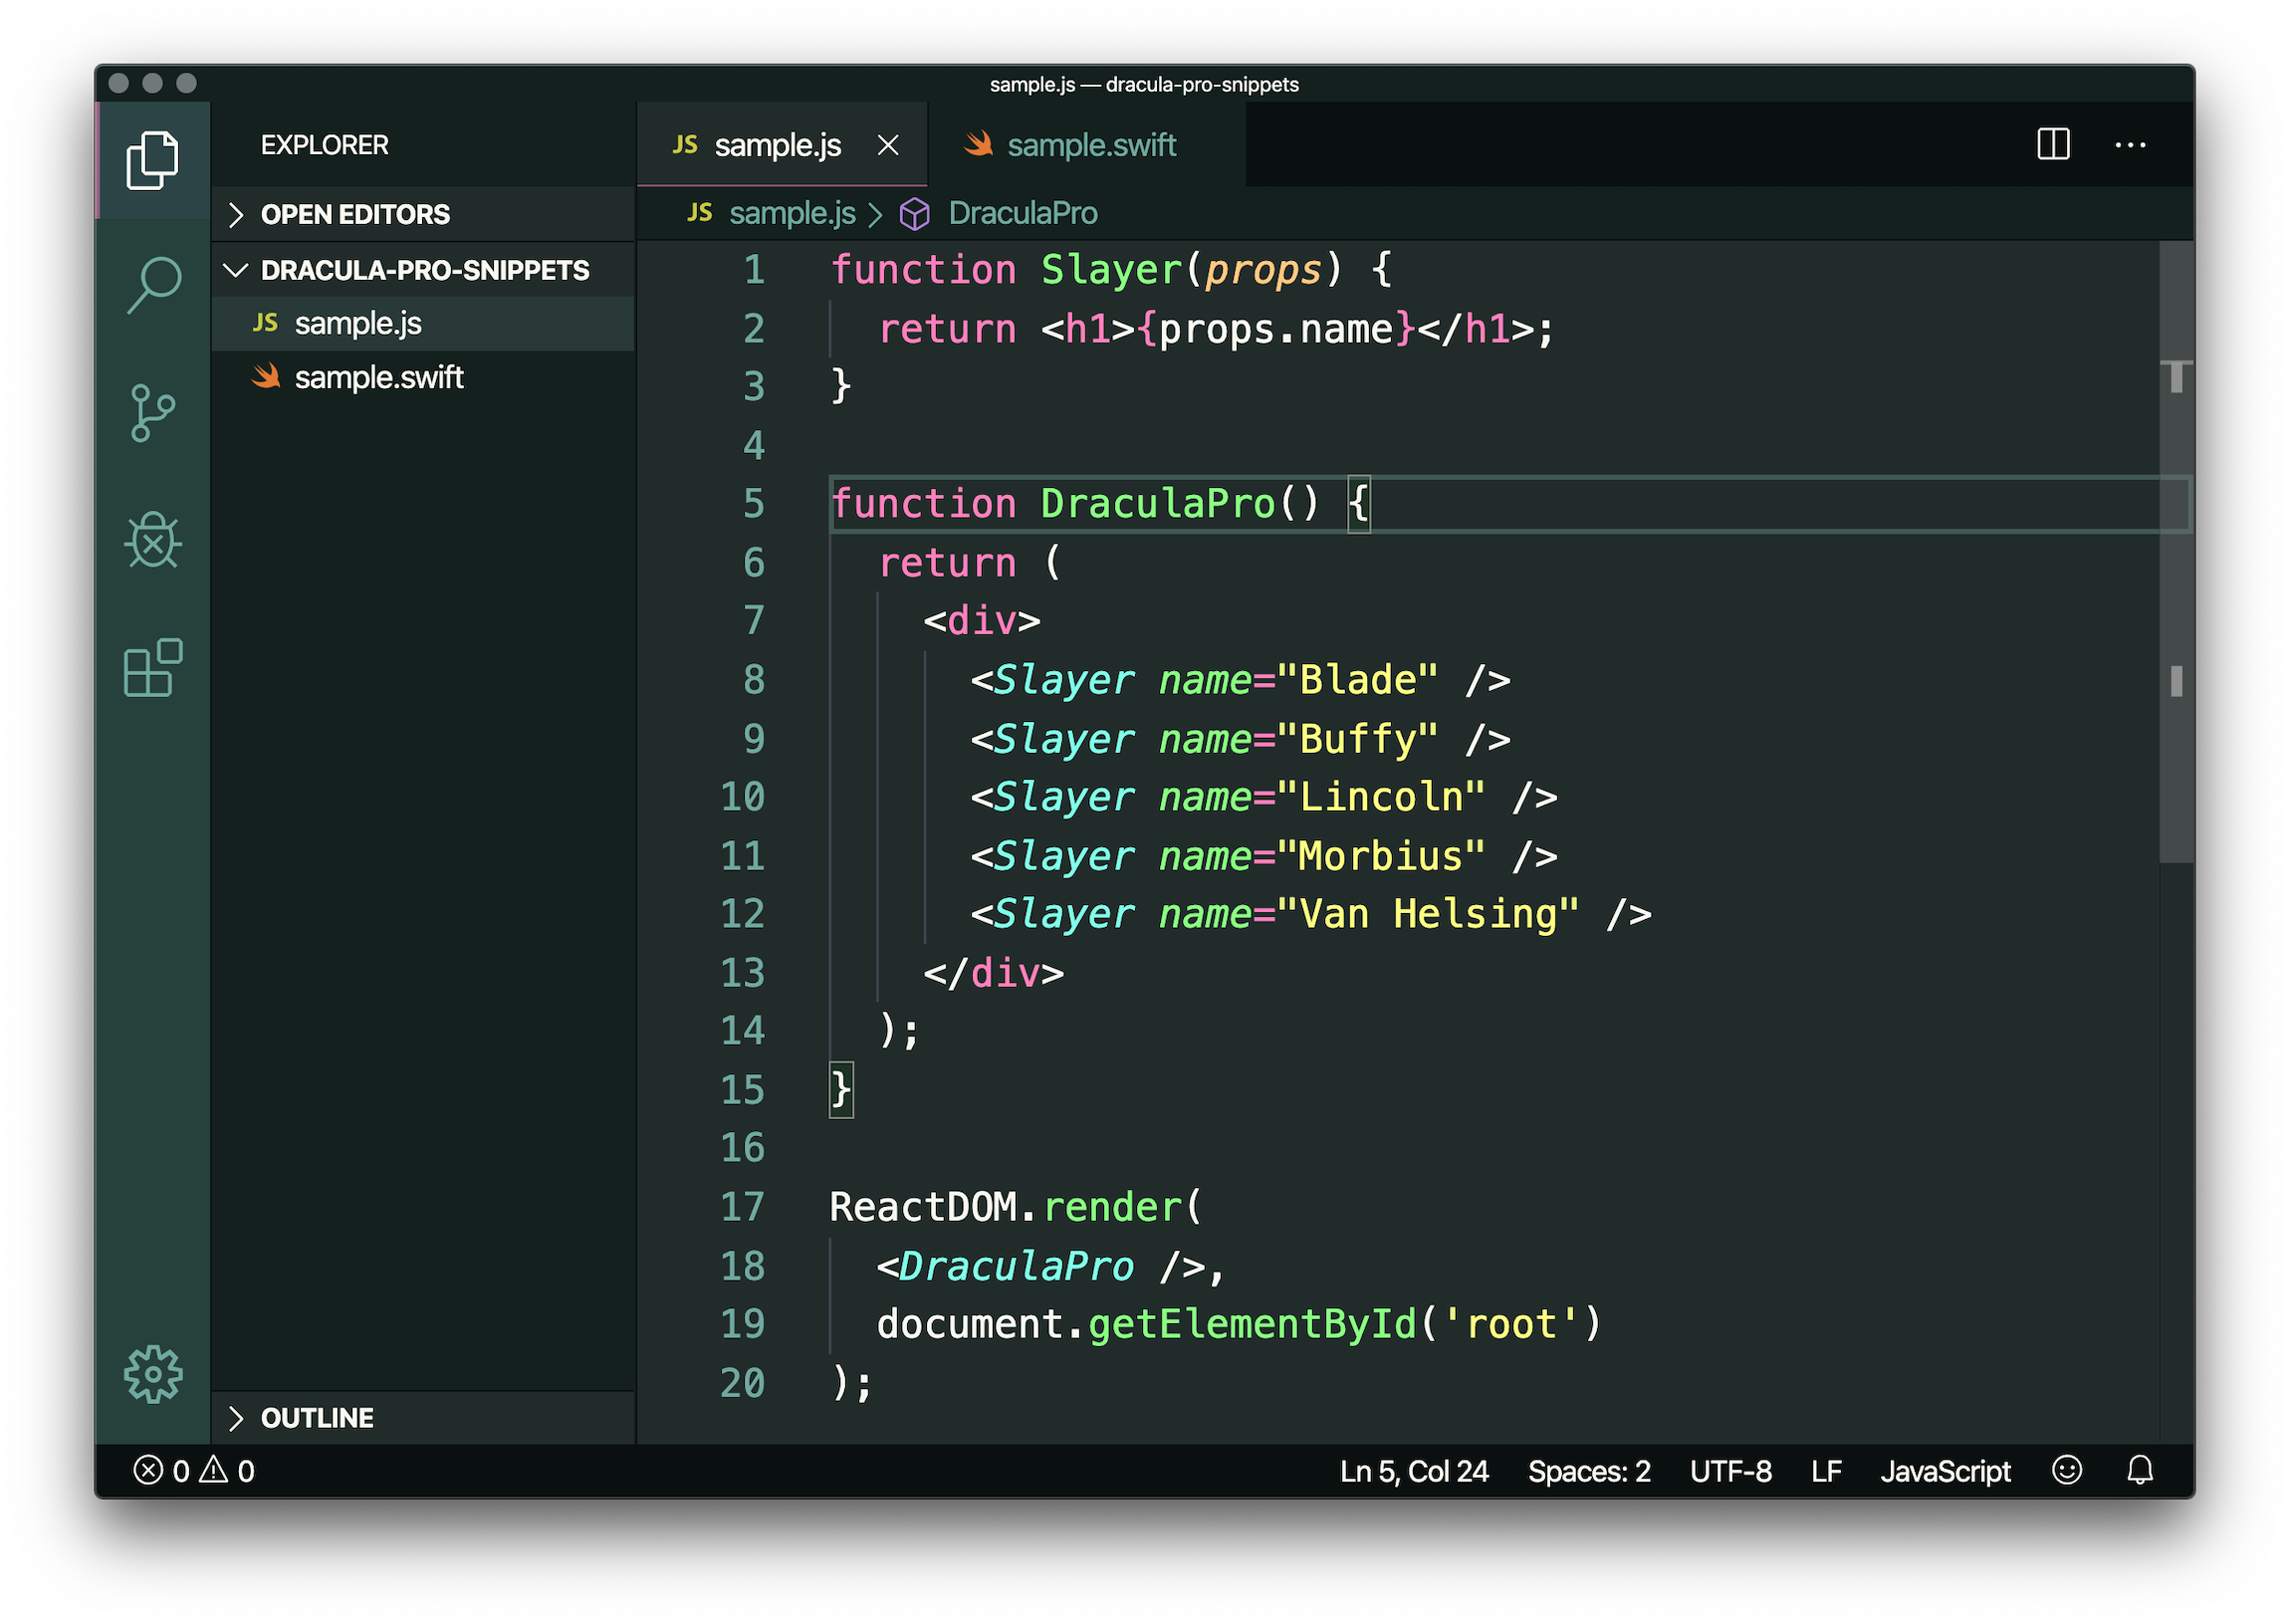 sample.js — dracula-pro-snippets
EXPLORER
OPEN EDITORS
DRACULA-PRO-SNIPPETS
JS sample.js
sample.swift
OUTLINE
JS sample.js
sample.swift
JS sample.js DraculaPro
1 function Slayer(props) {
2   return <h1>{props.name}</h1>;
3 }
4
5 function DraculaPro() {
6   return (
7     <div>
8       <Slayer name="Blade" />
9       <Slayer name="Buffy" />
10       <Slayer name="Lincoln" />
11       <Slayer name="Morbius" />
12       <Slayer name="Van Helsing" />
13     </div>
14   );
15 }
16
17 ReactDOM.render(
18   <DraculaPro />,
19   document.getElementById('root')
20 );
0 0 Ln 5, Col 24 Spaces: 2 UTF-8 LF JavaScript